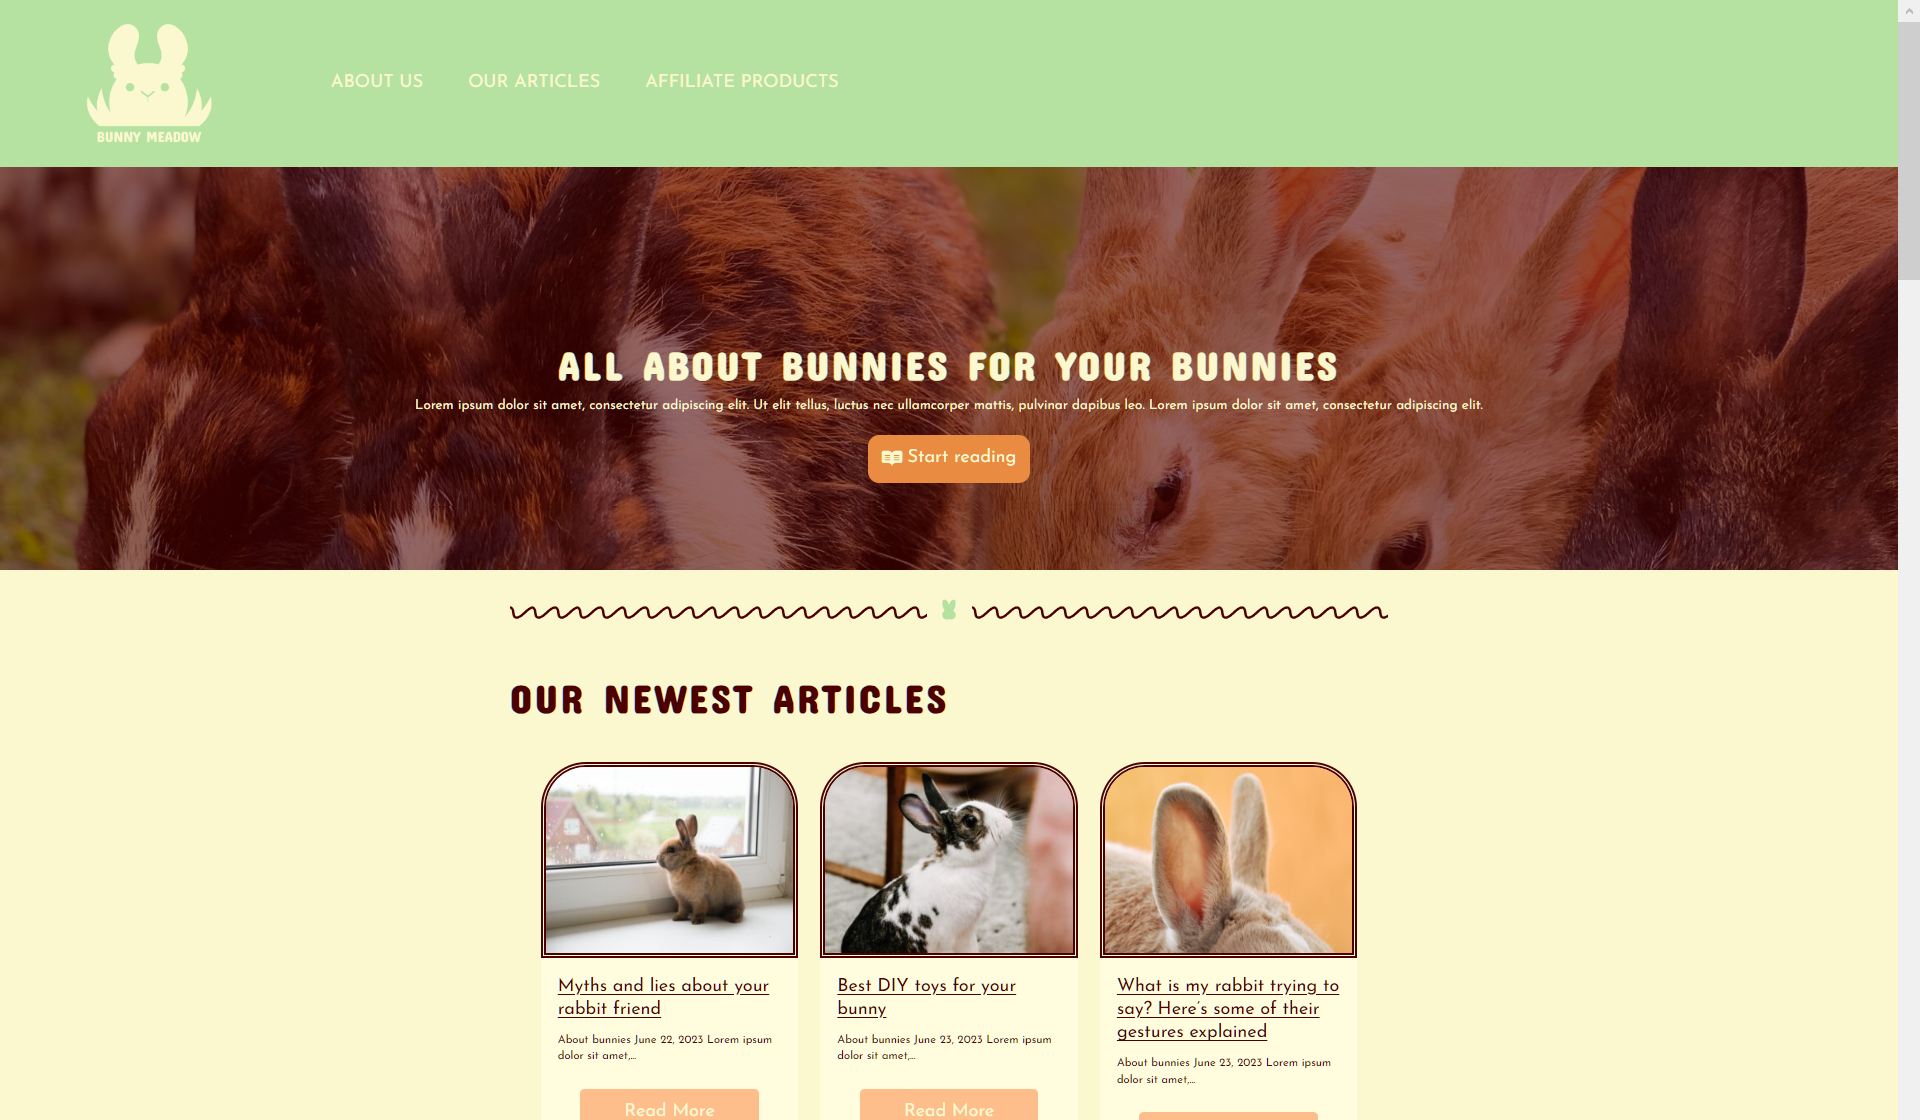 BUNNY MEADOW
ABOUT US
OUR ARTICLES
AFFILIATE PRODUCTS
ALL ABOUT BUNNIES FOR YOUR BUNNIES
Lorem ipsum dolor sit amet, consectetur adipiscing elit. Ut elit tellus, luctus nec ullamcorper mattis, pulvinar dapibus leo. Lorem ipsum dolor sit amet, consectetur adipiscing elit.
Start reading
OUR NEWEST ARTICLES
Myths and lies about your
rabbit friend
About bunnies June 22, 2023 Lorem ipsum
dolor sit amet,...
Read More
Best DIY toys for your
bunny
About bunnies June 23, 2023 Lorem ipsum
dolor sit amet,...
Read More
What is my rabbit trying to
say? Here's some of their
gestures explained
About bunnies June 23, 2023 Lorem ipsum
dolor sit amet,...